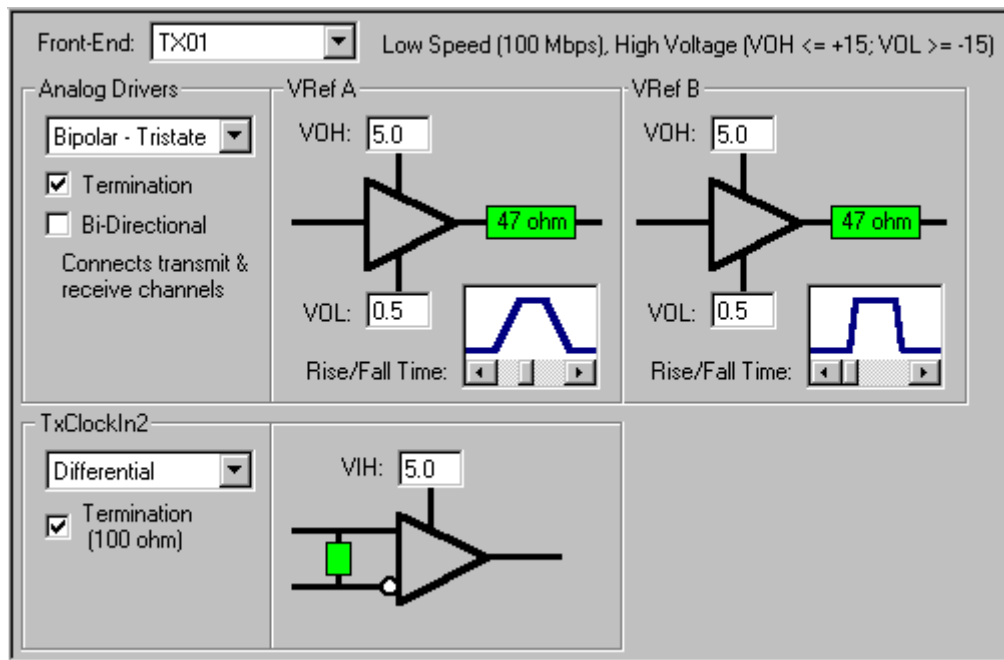 Front-End: TX01 Low Speed (100 Mbps), High Voltage (VOH <= +15; VOL >= -15)
Analog Drivers
Bipolar - Tristate
Termination
Bi-Directional
Connects transmit &
receive channels
VRef A
VOH: 5.0
47 ohm
VOL: 0.5
Rise/Fall Time:
VRef B
VOH: 5.0
47 ohm
VOL: 0.5
Rise/Fall Time:
TxClockIn2
Differential
Termination
(100 ohm)
VIH: 5.0